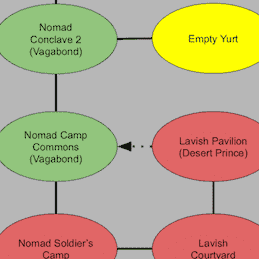 Nomad
Conclave 2
(Vagabond)
Empty Yurt
Nomad Camp
Commons
(Vagabond)
Lavish Pavilion
(Desert Prince)
Nomad Soldier's
Camp
Lavish
Courtyard